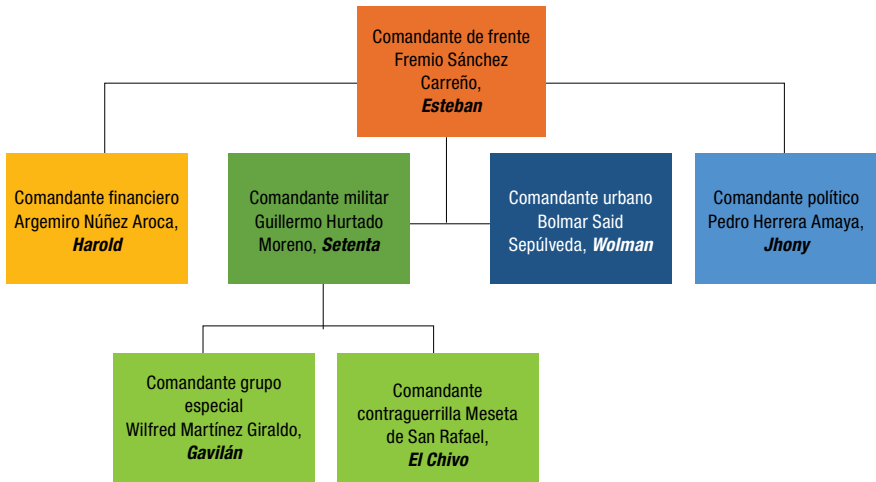 Comandante de frente
Fremio Sánchez
Carreño,
Esteban
Comandante financiero
Argemiro Núñez Aroca,
Harold
Comandante militar
Guillermo Hurtado
Moreno, Setenta
Comandante urbano
Bolmar Said
Sepúlveda, Wolman
Comandante político
Pedro Herrera Amaya,
Jhony
Comandante grupo
especial
Wilfred Martínez Giraldo,
Gavilán
Comandante
contraguerrilla Meseta
de San Rafael,
El Chivo